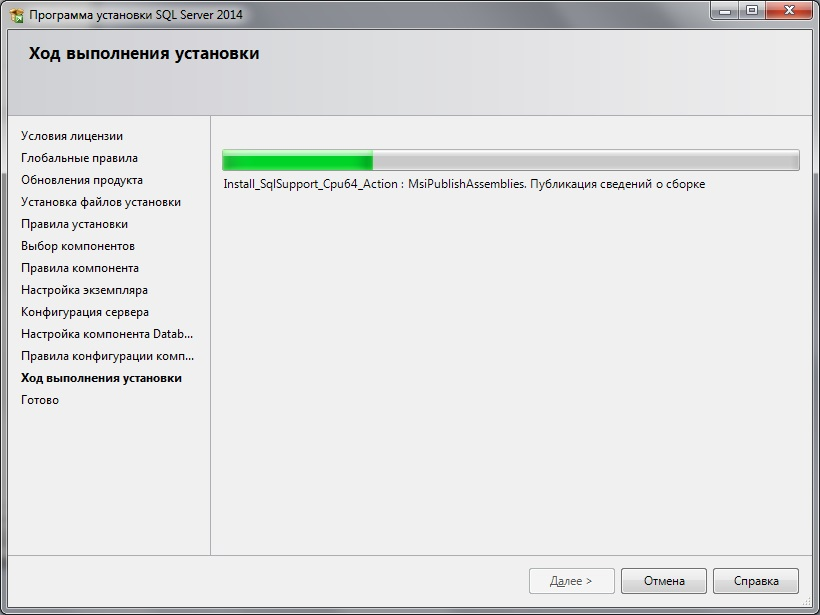 Программа установки SQL Server 2014
Ход выполнения установки
Условия лицензии
Глобальные правила
Обновления продукта
Установка файлов установки
Правила установки
Выбор компонентов
Правила компонента
Настройка экземпляра
Конфигурация сервера
Настройка компонента Datab...
Правила конфигурации комп...
Ход выполнения установки
Готово
Install_SqlSupport_Cpu64_Action : MsiPublishAssemblies. Публикация сведений о сборке
Далее >
Отмена
Справка